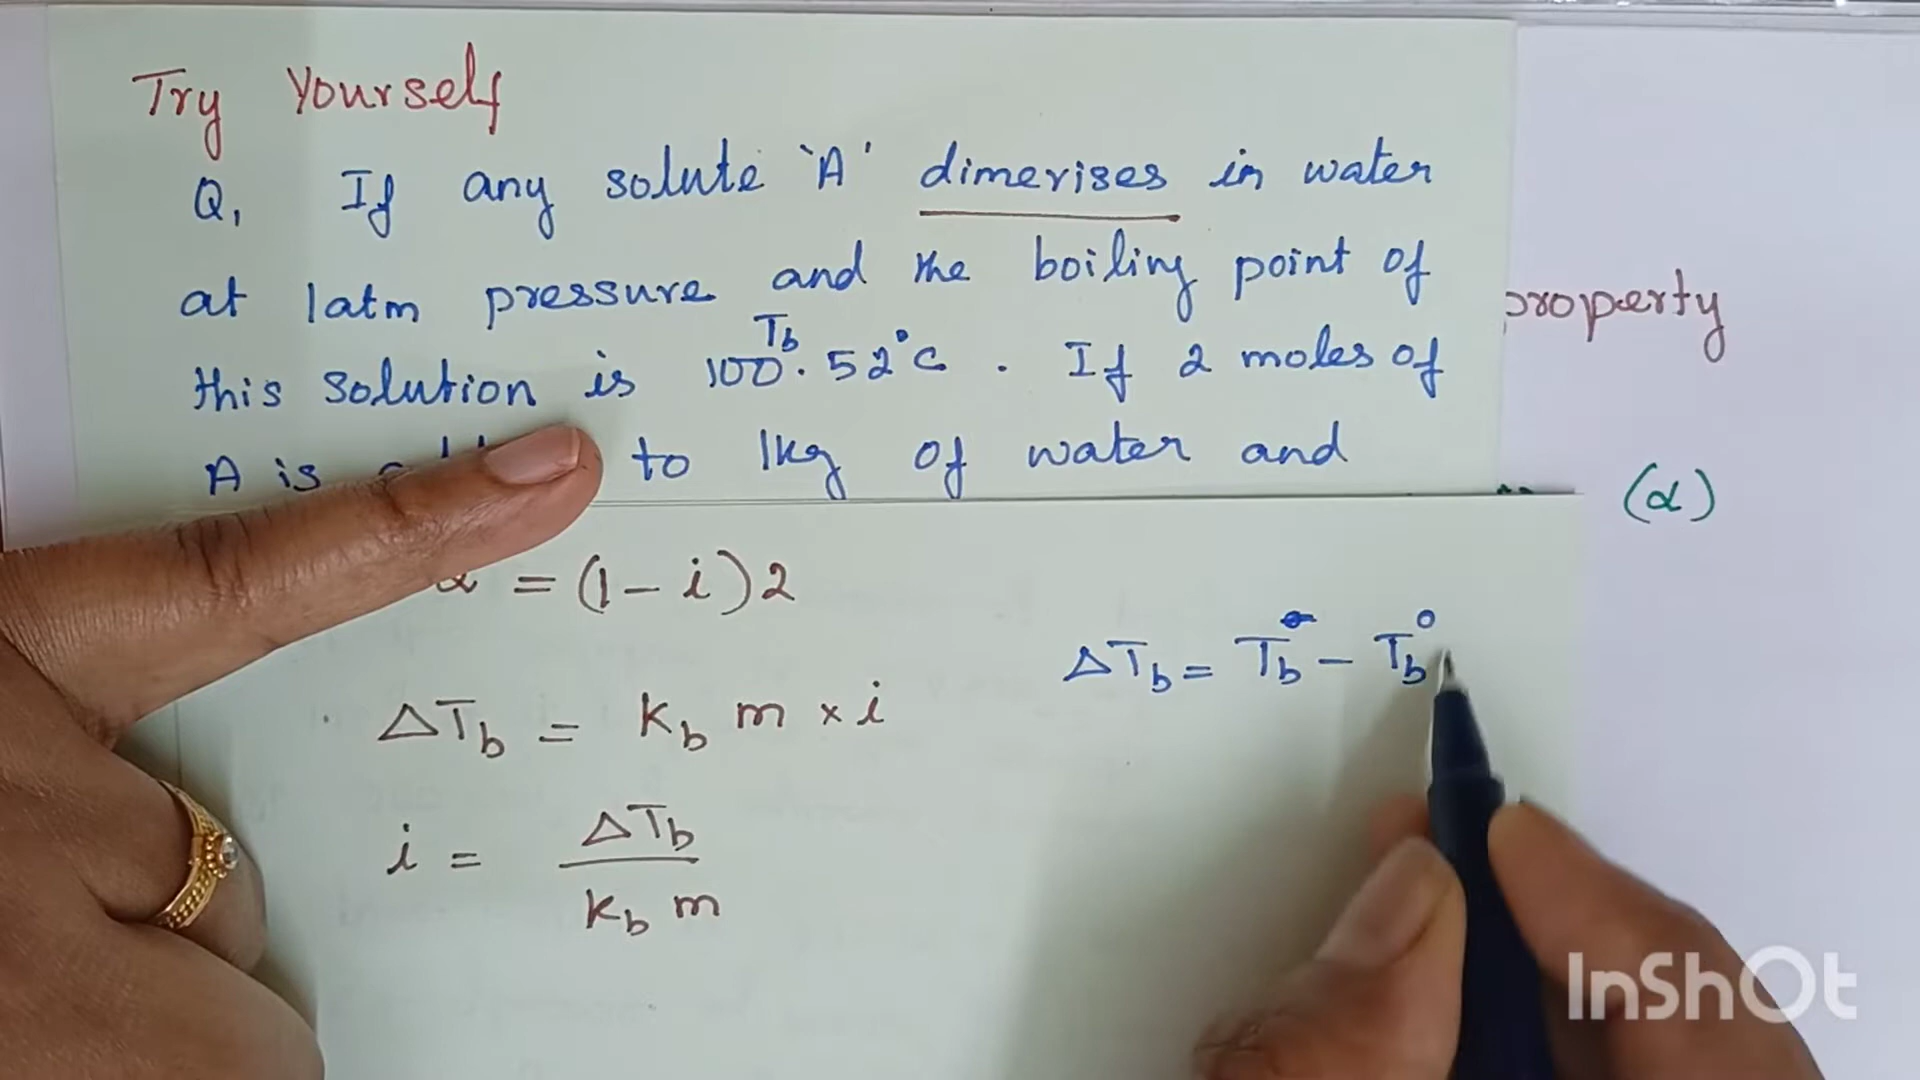 Try Yourself
Q, If any solute 'A' dimerises in water
at 1atm pressure and the boiling point of
Tb
this solution is 100.52°C. If 2 moles of
A is to 1kg of water and
property
(α)
α = (1-i)2
ΔTb = Tb - Tb°
ΔTb = Kb m × i
i = ΔTb
Kb m
InShOt